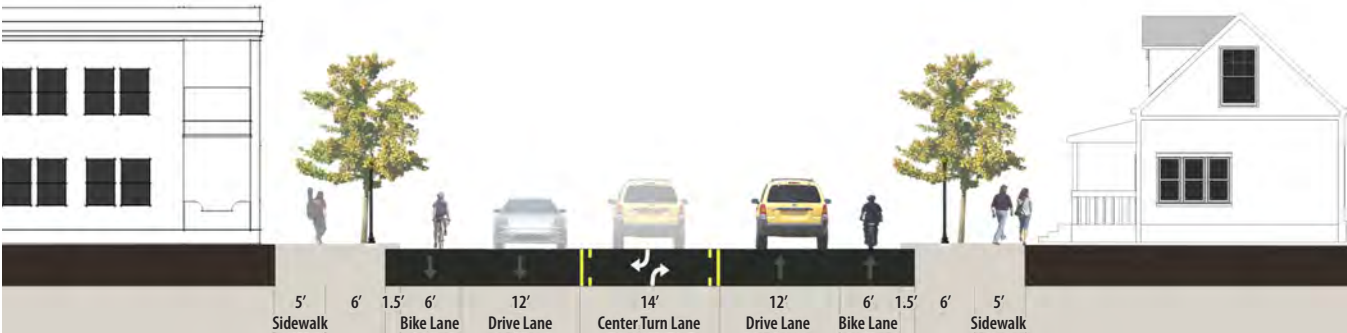 5’ 6’ 1.5’ 6’ 12’ 14’ 12’ 6’ 1.5’ 6’ 5’
Sidewalk Bike Lane Drive Lane Center Turn Lane Drive Lane Bike Lane Sidewalk